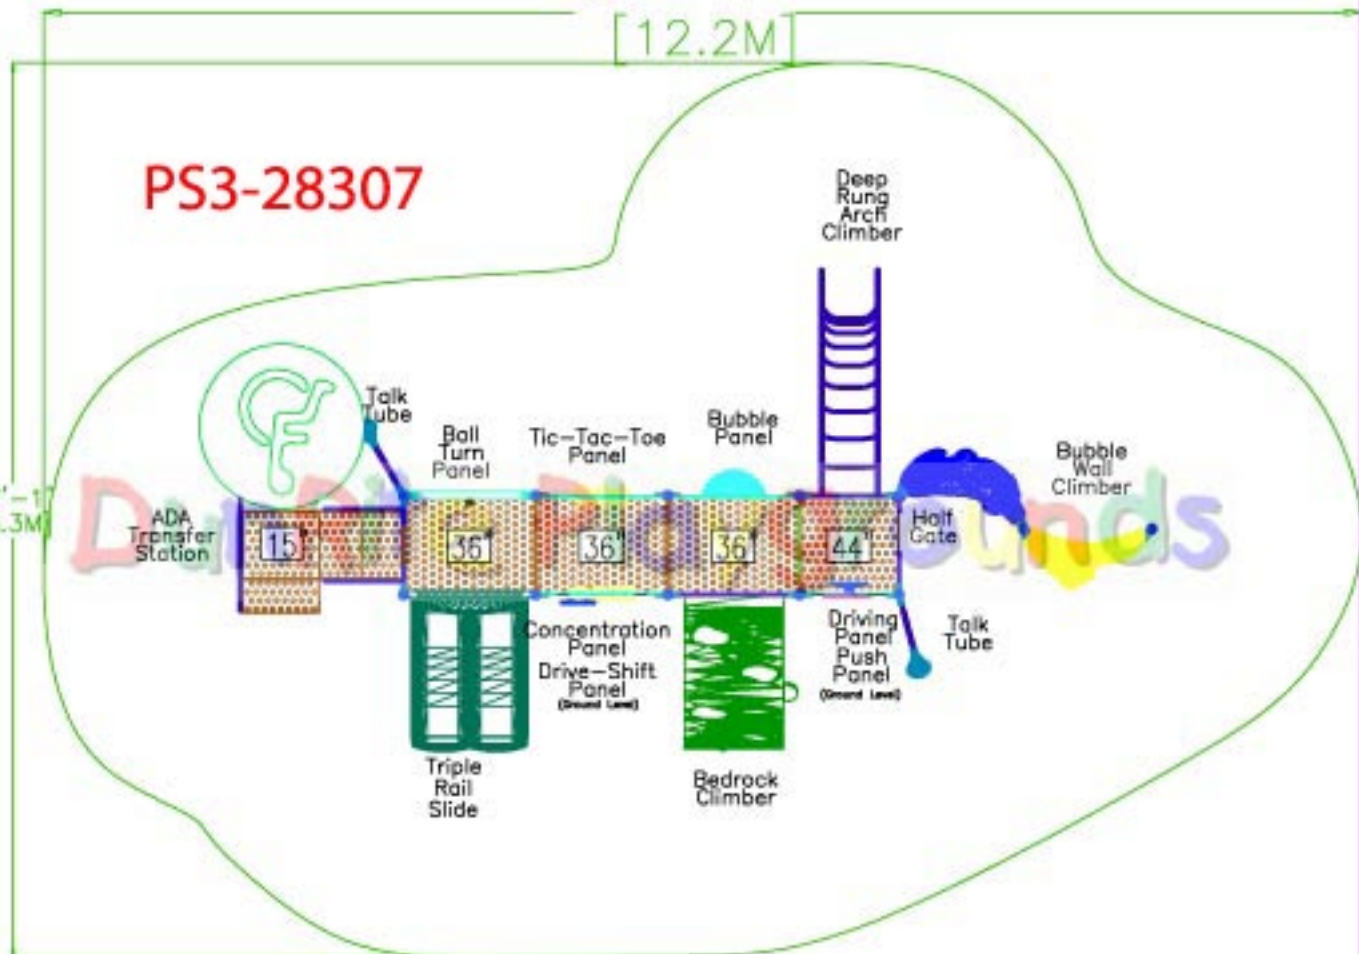 [12.2M]
PS3-28307
Deep
Rung
Arch
Climber
Talk
Tube
Ball
Turn
Panel
Tic-Tac-Toe
Panel
Bubble
Panel
Bubble
Wall
Climber
.3M
ADA
Transfer
Station
15"
36"
36"
36"
44"
Half
Gate
Concentration
Panel
Drive-Shift
Panel
(Ground Level)
Driving
Panel
Push
Panel
(Ground Level)
Talk
Tube
Triple
Rail
Slide
Bedrock
Climber